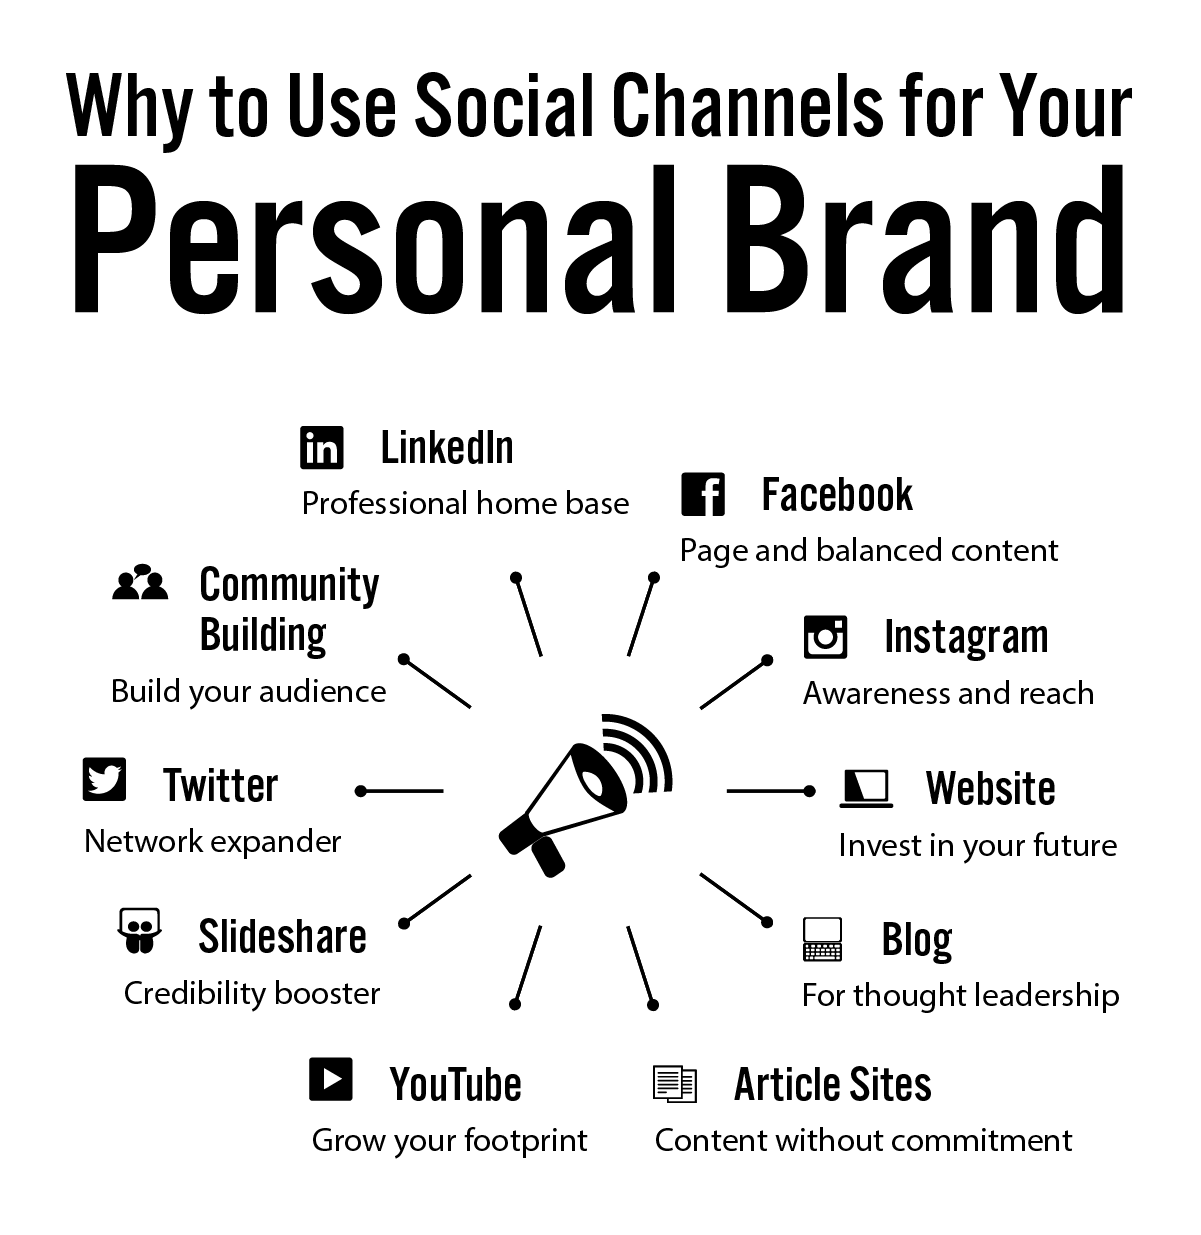 Why to Use Social Channels for Your
Personal Brand
in LinkedIn
Professional home base
f Facebook
Page and balanced content
Community
Building
Build your audience
Instagram
Awareness and reach
Twitter
Network expander
Website
Invest in your future
Slideshare
Credibility booster
Blog
For thought leadership
YouTube
Grow your footprint
Article Sites
Content without commitment